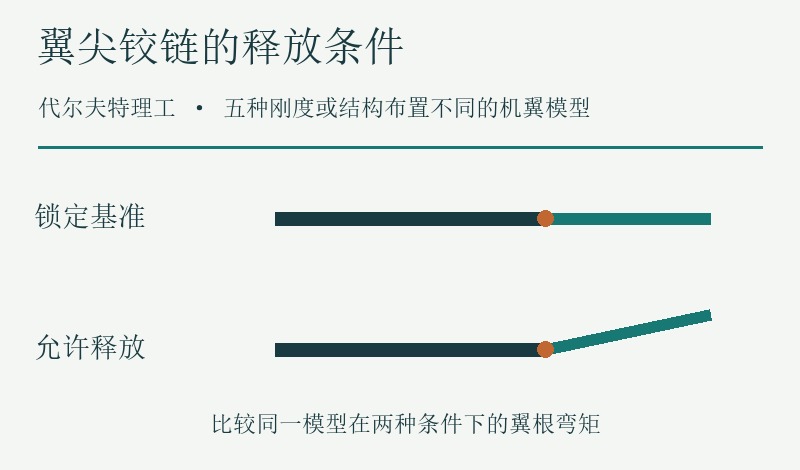 翼尖铰链的释放条件
代尔夫特理工 • 五种刚度或结构布置不同的机翼模型
锁定基准
允许释放
比较同一模型在两种条件下的翼根弯矩